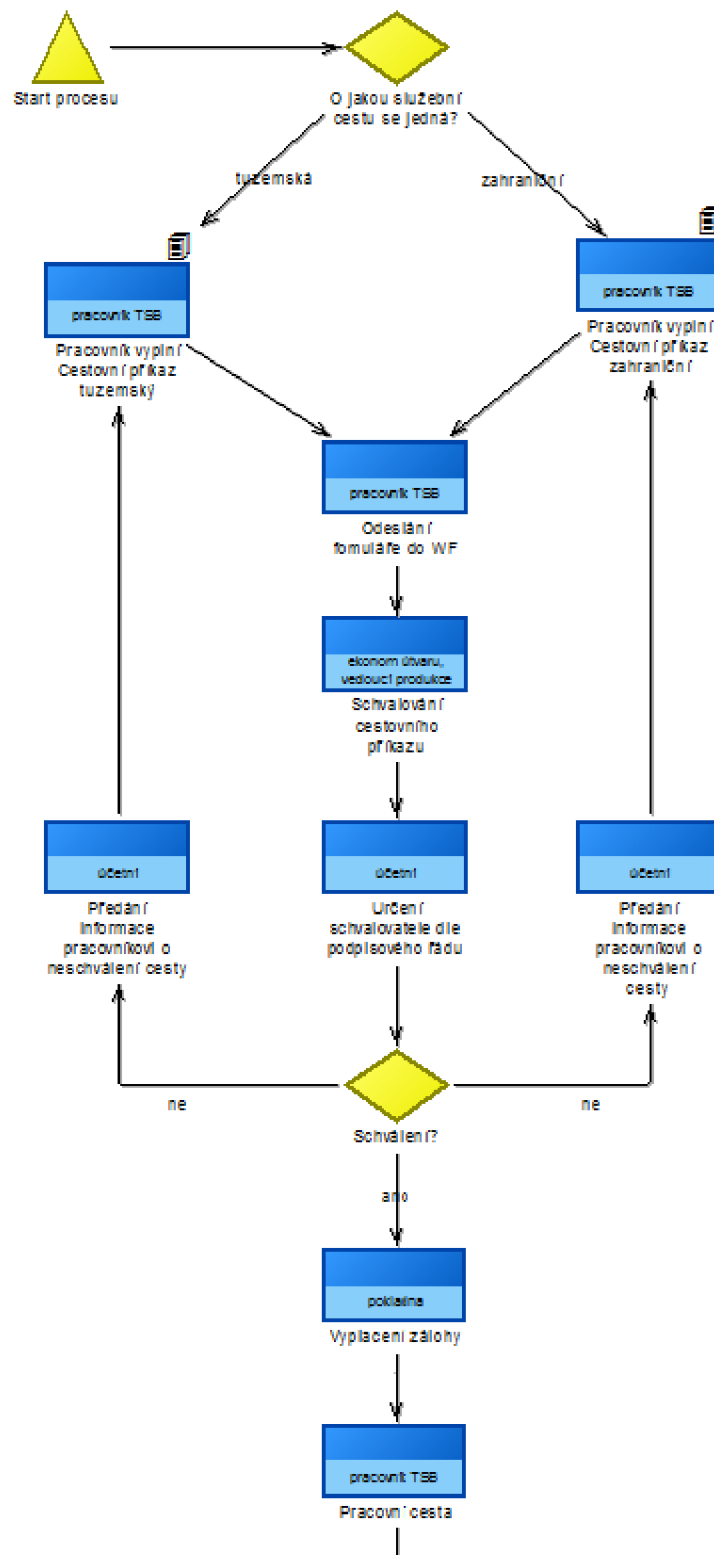 Start procesu
O jakou služební
cestu se jedná?
tuzemská
zahraniční
pracovník TSB
Pracovník vyplní
Cestovní příkaz
tuzemský
pracovník TSB
Pracovník vyplní
Cestovní příkaz
zahraniční
pracovník TSB
Odeslání
fomuláře do WF
ekonom útvaru,
vedoucí produkce
Schvalování
cestovního
příkazu
účetní
Předání
informace
pracovníkovi o
neschválení cesty
účetní
Určení
schvalovatele dle
podpisového řádu
účetní
Předání
informace
pracovníkovi o
neschválení
cesty
ne
ne
Schválení?
ano
pokladna
Vyplacení zálohy
pracovník TSB
Pracovní cesta